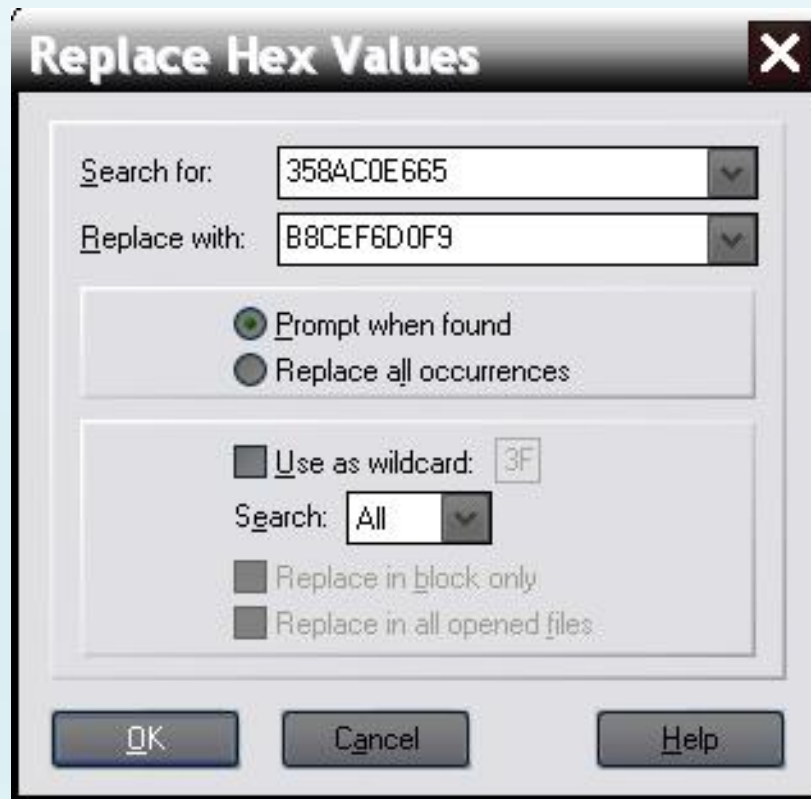 Replace Hex Values
Search for: 358AC0E665
Replace with: B8CEF6D0F9
Prompt when found
Replace all occurrences
Use as wildcard: 3F
Search: All
Replace in block only
Replace in all opened files
OK Cancel Help